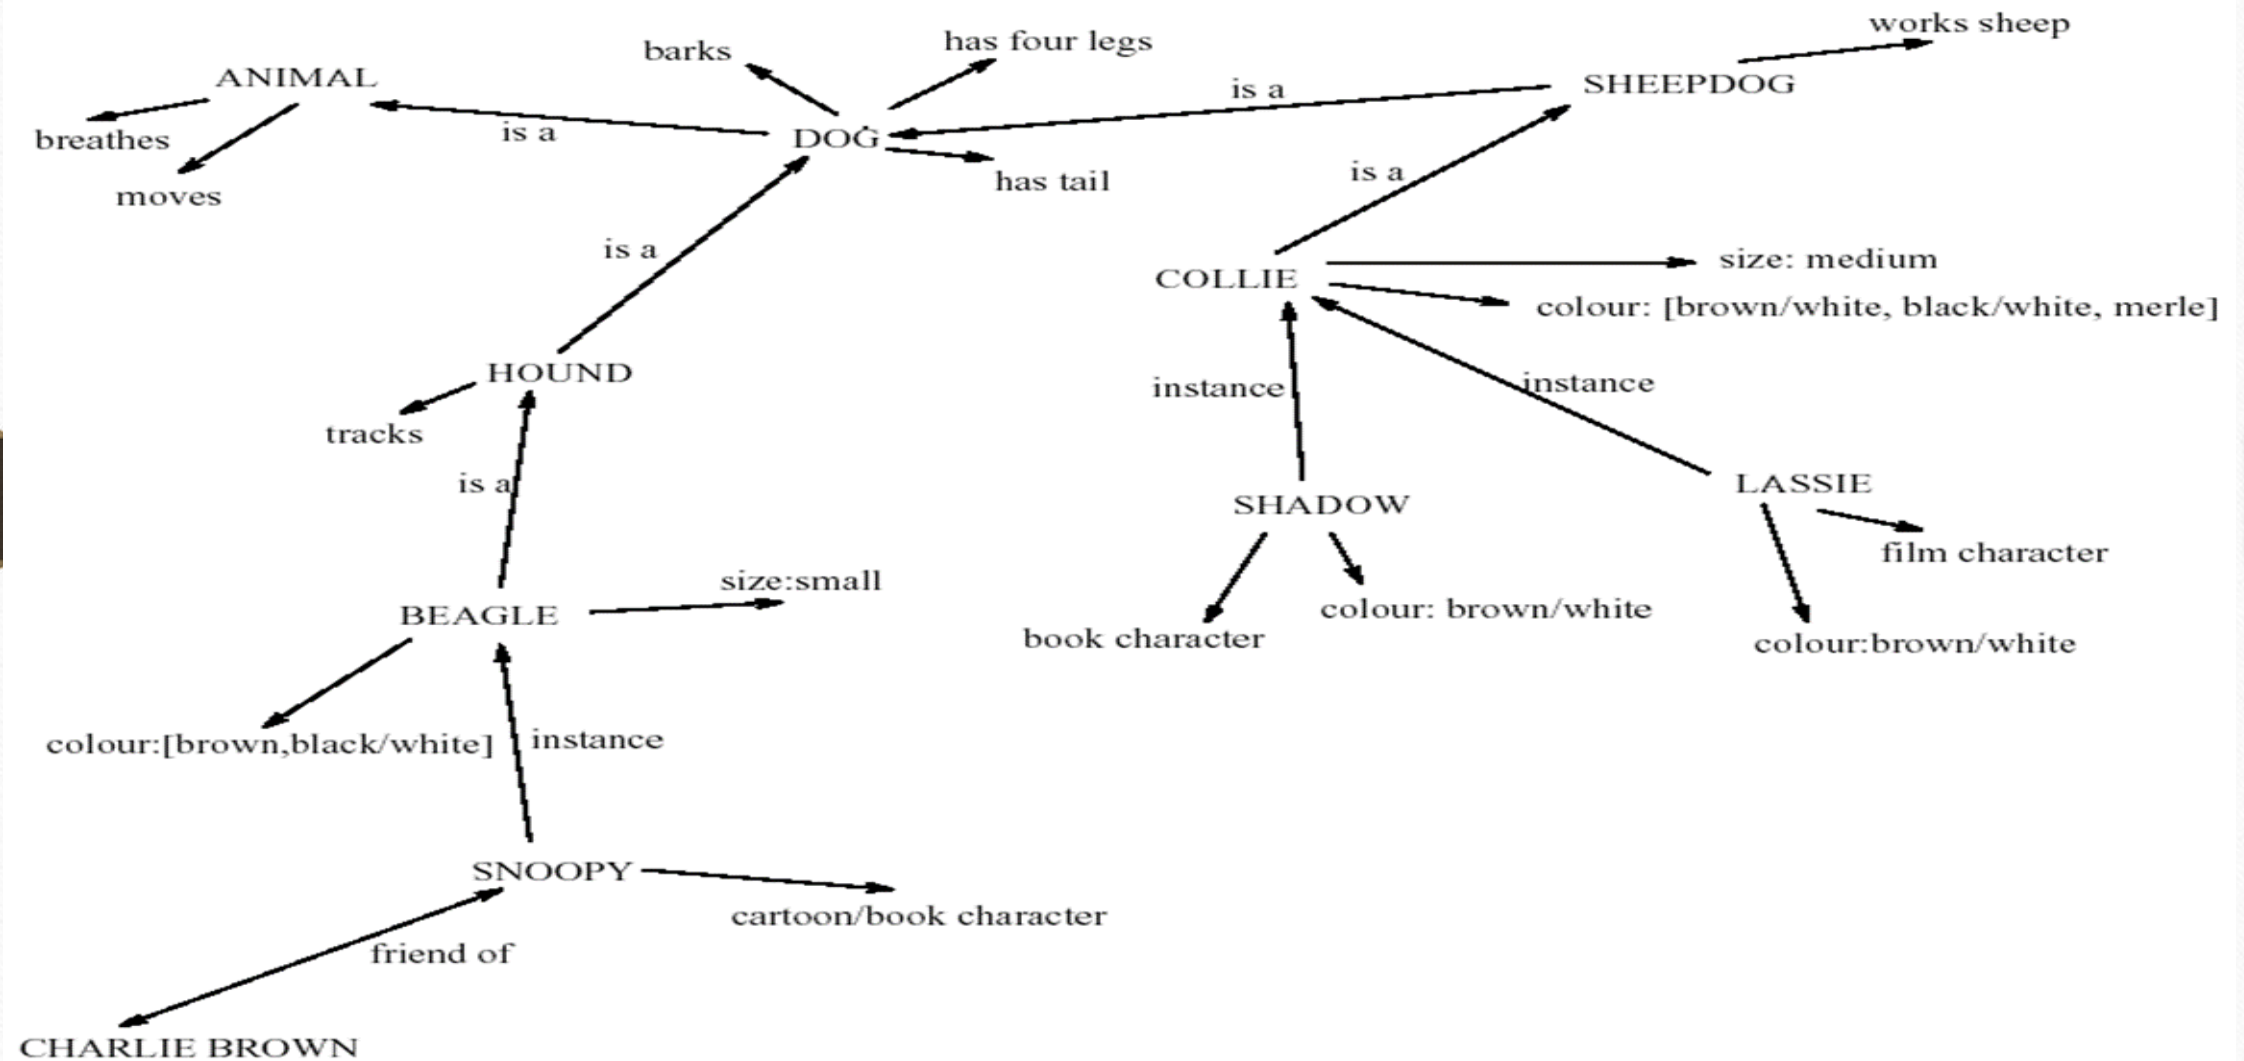 works sheep
has four legs
barks
ANIMAL
SHEEPDOG
is a
breathes
is a
DOG
is a
has tail
moves
is a
COLLIE
size: medium
colour: [brown/white, black/white, merle]
HOUND
instance
instance
tracks
is a
LASSIE
SHADOW
film character
size:small
BEAGLE
colour: brown/white
book character
colour:brown/white
colour:[brown,black/white]
instance
SNOOPY
cartoon/book character
friend of
CHARLIE BROWN